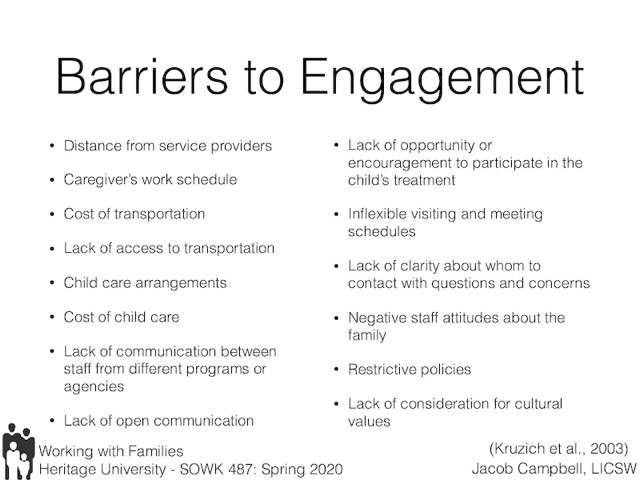 Barriers to Engagement
• Distance from service providers
• Caregiver's work schedule
• Cost of transportation
• Lack of access to transportation
• Child care arrangements
• Cost of child care
• Lack of communication between
staff from different programs or
agencies
• Lack of open communication
• Lack of opportunity or
encouragement to participate in the
child's treatment
• Inflexible visiting and meeting
schedules
• Lack of clarity about whom to
contact with questions and concerns
• Negative staff attitudes about the
family
• Restrictive policies
• Lack of consideration for cultural
values
Working with Families
Heritage University - SOWK 487: Spring 2020
(Kruzich et al., 2003)
Jacob Campbell, LICSW